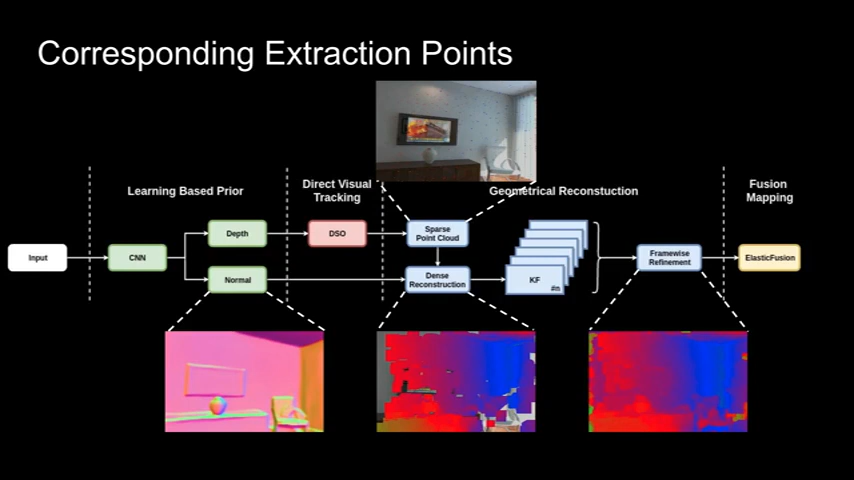 Corresponding Extraction Points
Learning Based Prior
Direct Visual
Tracking
Geometrical Reconstuction
Fusion
Mapping
Input
CNN
Depth
Normal
DSO
Sparse
Point Cloud
Dense
Reconstruction
KF
#n
Framewise
Refinement
ElasticFusion